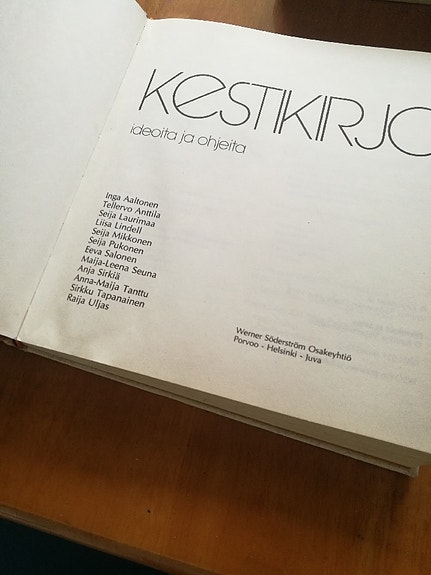 KESTIKIRJ
ideoita ja ohjeita
Inga Aaltonen
Tellervo Anttila
Seija Laurimaa
Liisa Lindell
Seija Mikkonen
Seija Pukonen
Eeva Salonen
Maija-Leena Seuna
Anja Sirkiä
Anna-Maija Tanttu
Sirkku Tapanainen
Raija Uljas
Werner Söderström Osakeyhtiö
Porvoo - Helsinki - Juva